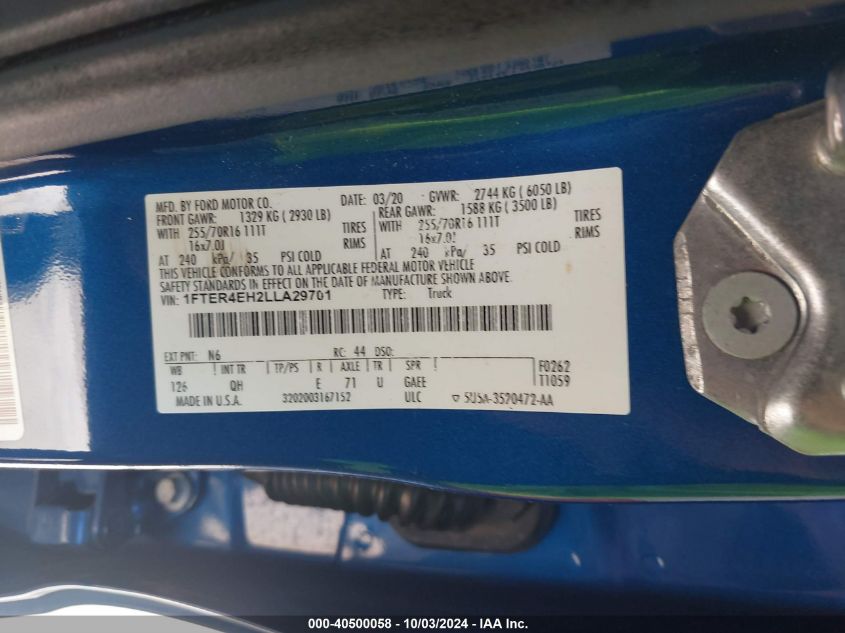 MFD. BY FORD MOTOR CO. DATE: 03/20 GVWR: 2744 KG ( 6050 LB)
FRONT GAWR: 1329 KG ( 2930 LB) REAR GAWR: 1588 KG ( 3500 LB)
WITH 255/70R16 111T TIRES WITH 255/70R16 111T TIRES
16x7.0J RIMS 16x7.0J RIMS
AT 240 kPa/ 35 PSI COLD AT 240 kPa/ 35 PSI COLD
THIS VEHICLE CONFORMS TO ALL APPLICABLE FEDERAL MOTOR VEHICLE
SAFETY STANDARDS IN EFFECT ON THE DATE OF MANUFACTURE SHOWN ABOVE.
VIN: 1FTER4EH2LLA29701 TYPE: Truck
EXT PNT: N6 RC: 44 DSO:
WB INT TR TP/PS R AXLE TR SPR F0262
126 QH E 71 U GAEE T1059
MADE IN U.S.A. 3202003167152 ULC 5U5A-3520472-AA
000-40500058 - 10/03/2024 - IAA Inc.